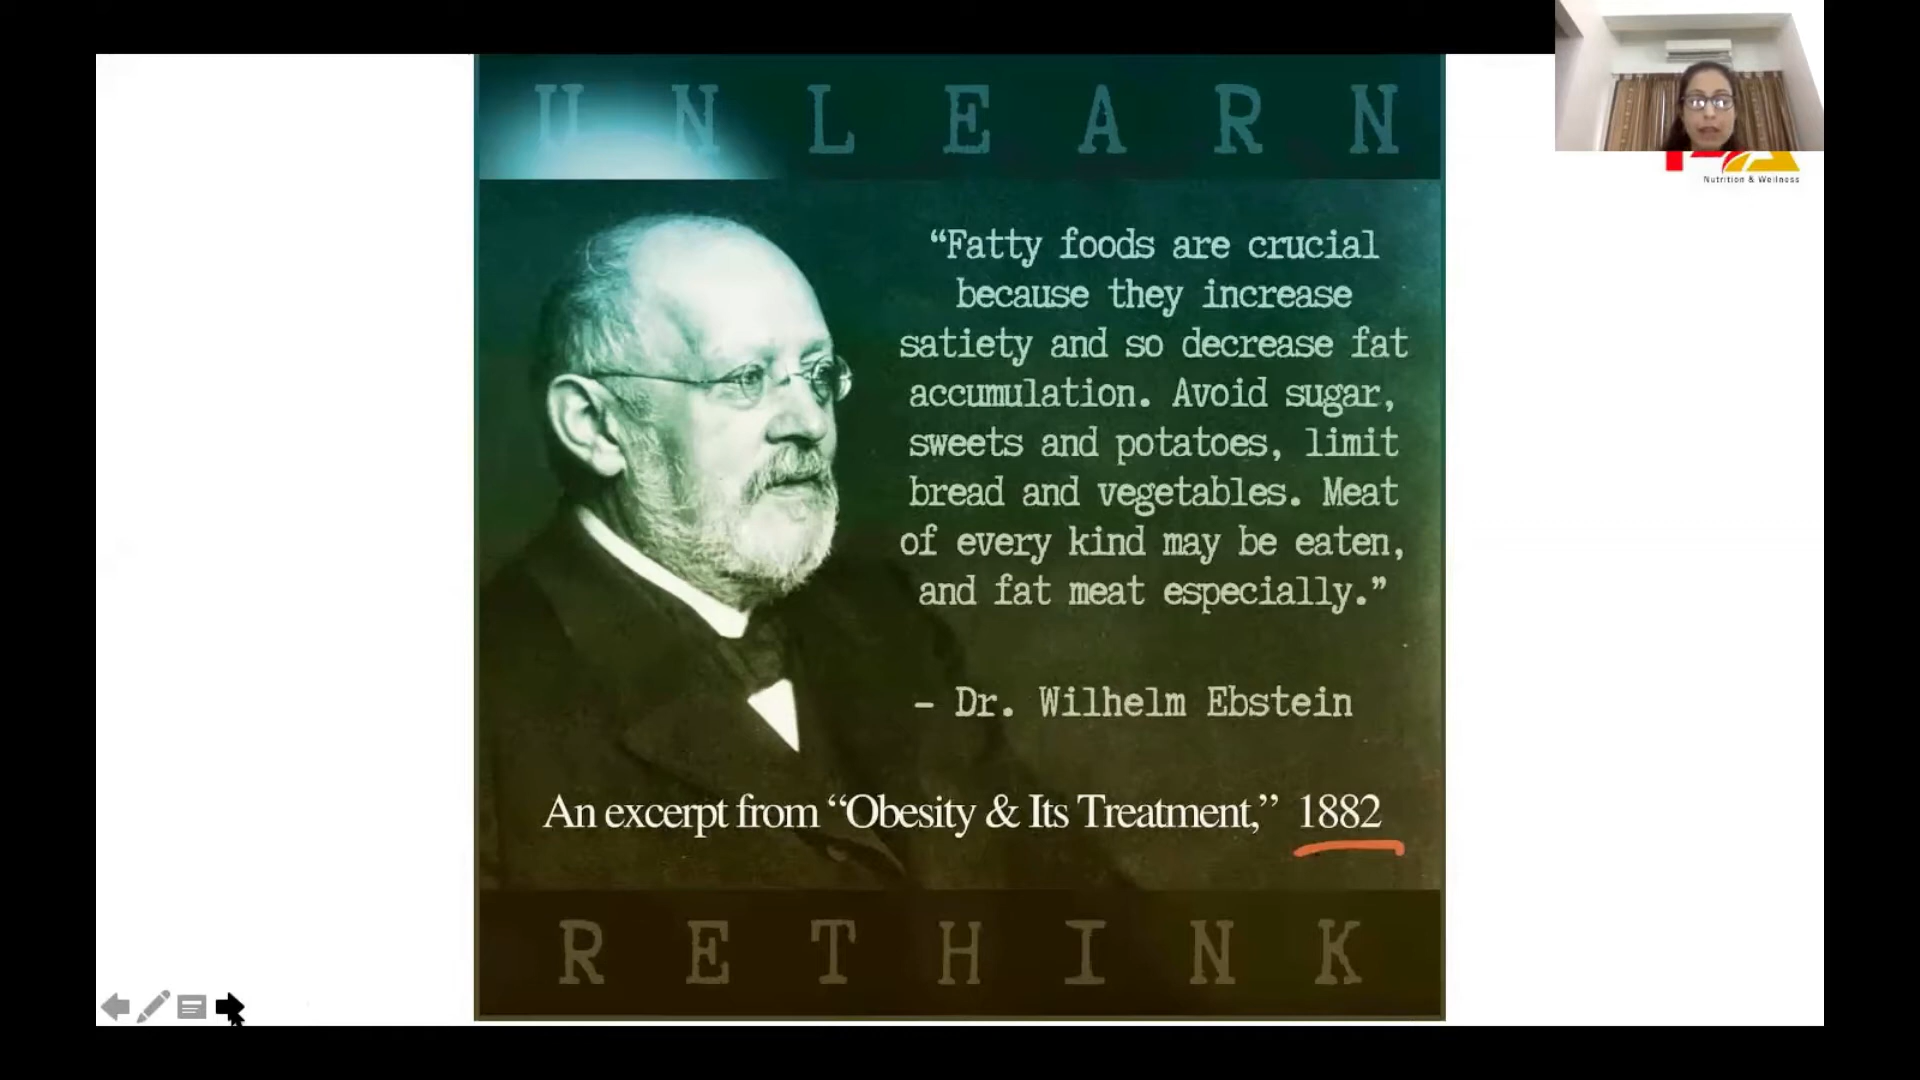 U N L E A R N
“Fatty foods are crucial
because they increase
satiety and so decrease fat
accumulation. Avoid sugar,
sweets and potatoes, limit
bread and vegetables. Meat
of every kind may be eaten,
and fat meat especially.”
– Dr. Wilhelm Ebstein
An excerpt from “Obesity & Its Treatment,” 1882
R E T H I N K
Nutrition & Wellness